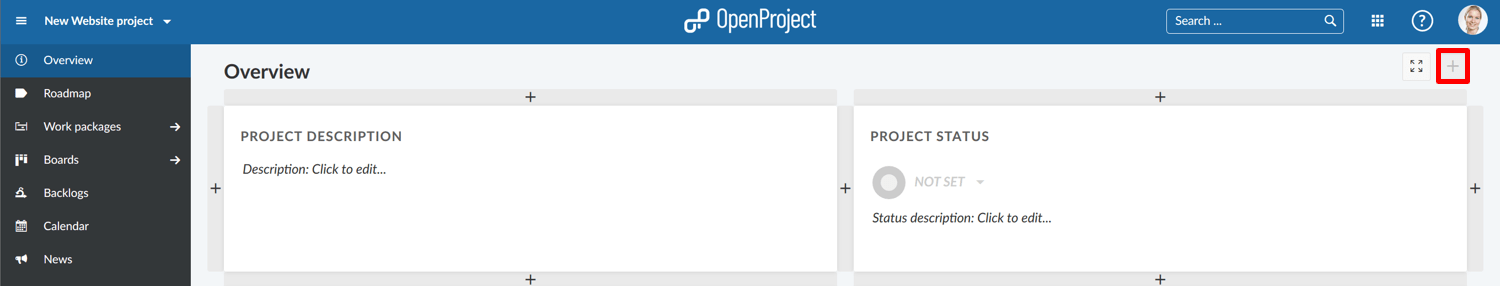 New Website project
OpenProject
Search ...
?
Overview
Roadmap
Work packages
Boards
Backlogs
Calendar
News
Overview
PROJECT DESCRIPTION
Description: Click to edit...
PROJECT STATUS
NOT SET
Status description: Click to edit...